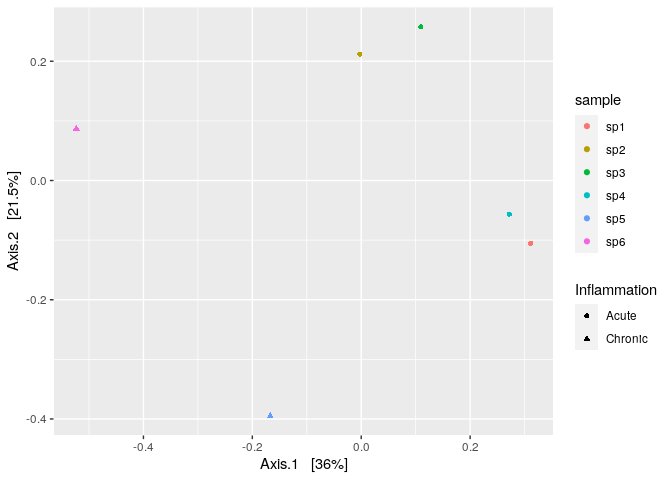 0.2
0.0
-0.2
-0.4
Axis.2 [21.5%]
-0.4 -0.2 0.0 0.2
Axis.1 [36%]
sample
sp1
sp2
sp3
sp4
sp5
sp6
Inflammation
Acute
Chronic